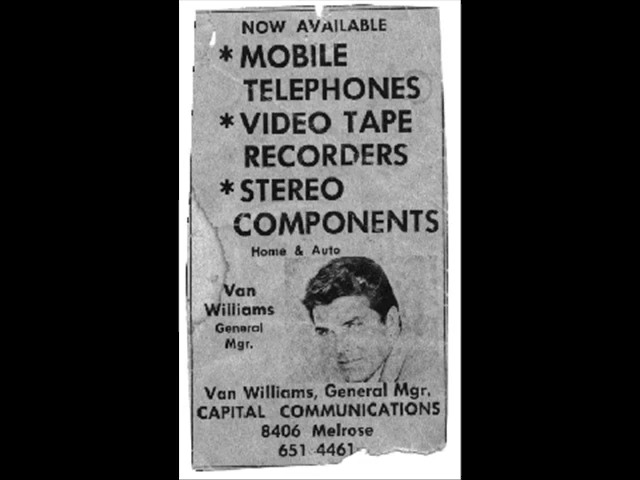 NOW AVAILABLE
* MOBILE
TELEPHONES
* VIDEO TAPE
RECORDERS
* STEREO
COMPONENTS
Home & Auto
Van
Williams
General
Mgr.
Van Williams, General Mgr.
CAPITAL COMMUNICATIONS
8406 Melrose
651 4461